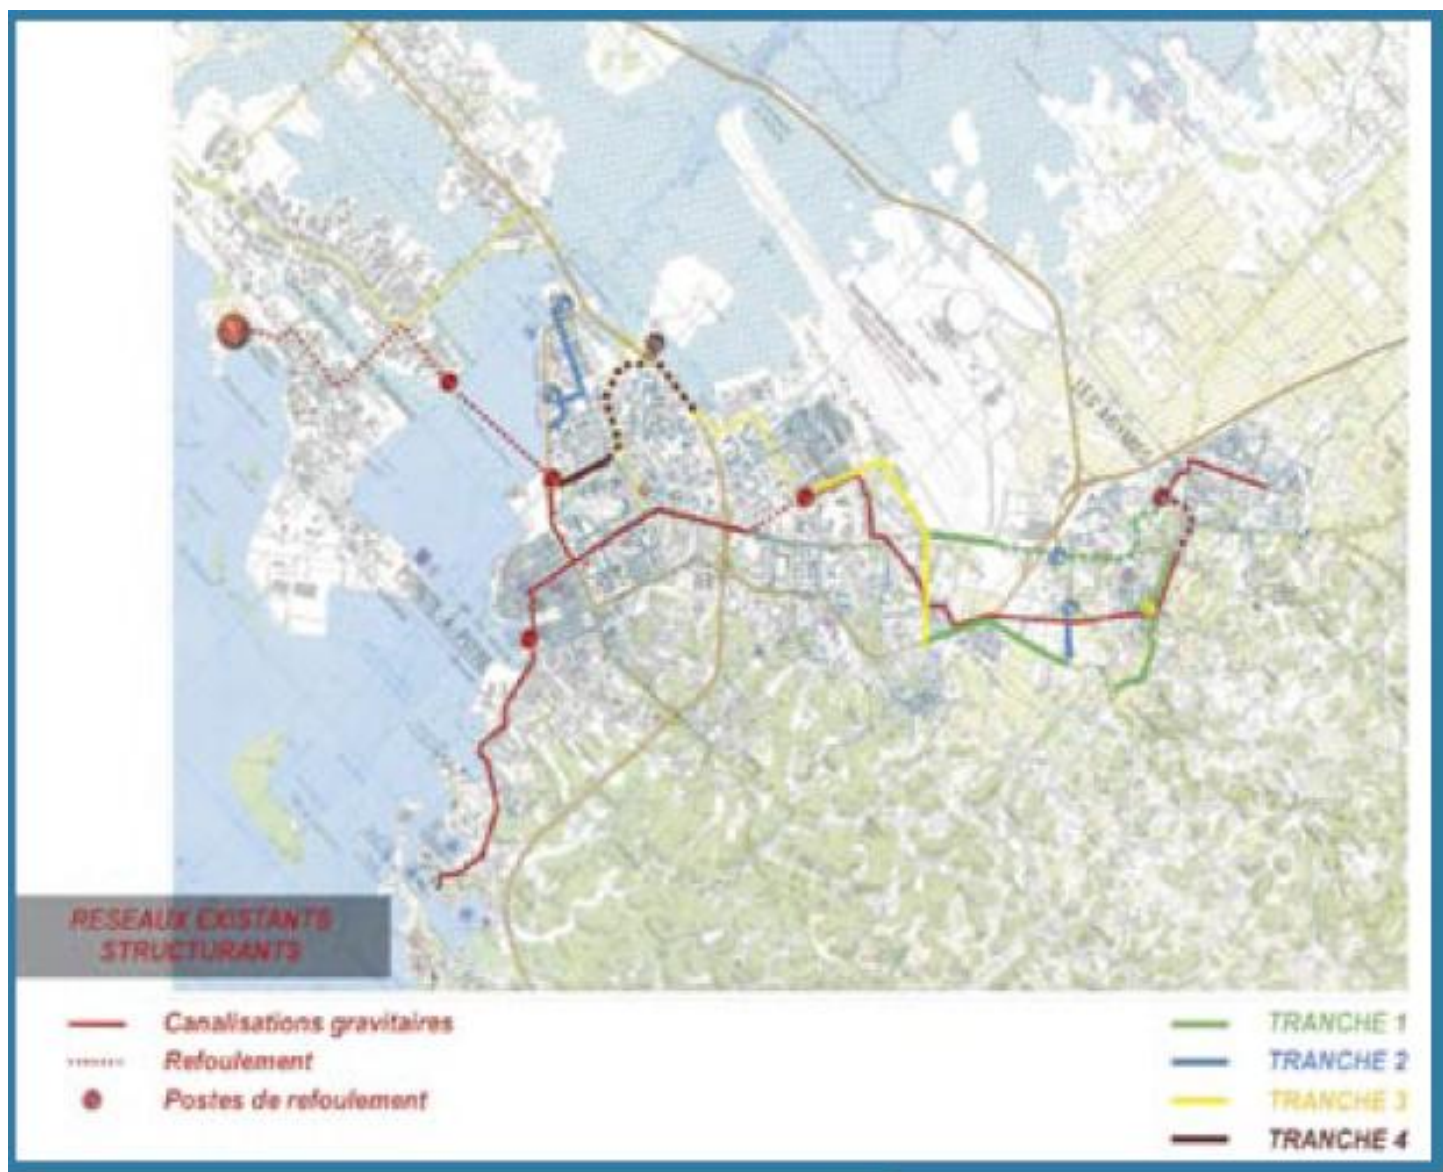 RESEAUX EXISTANTS
STRUCTURANTS
Canalisations gravitaires
Refoulement
Postes de refoulement
TRANCHE 1
TRANCHE 2
TRANCHE 3
TRANCHE 4